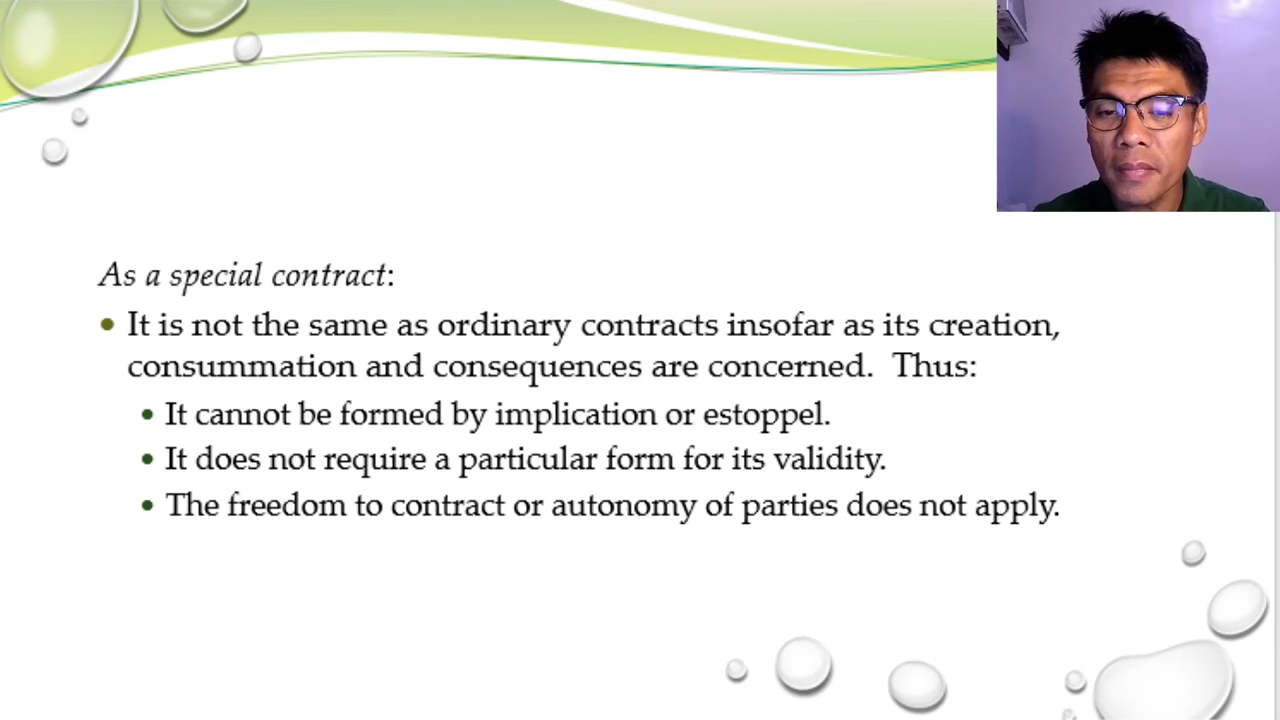 As a special contract:
• It is not the same as ordinary contracts insofar as its creation,
consummation and consequences are concerned.  Thus:
• It cannot be formed by implication or estoppel.
• It does not require a particular form for its validity.
• The freedom to contract or autonomy of parties does not apply.